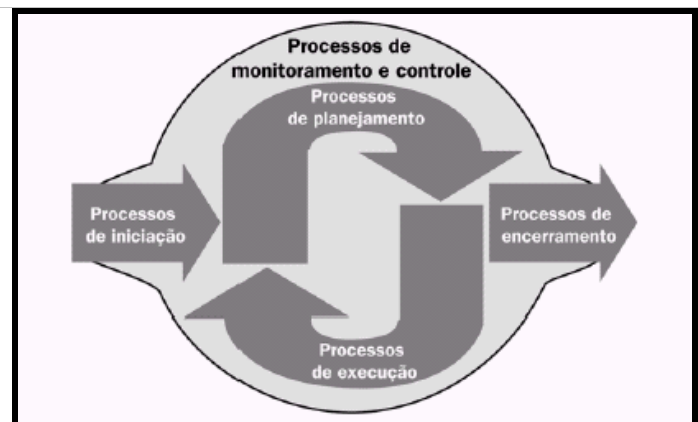 Processos de
monitoramento e controle
Processos
de planejamento
Processos
de iniciação
Processos de
encerramento
Processos
de execução